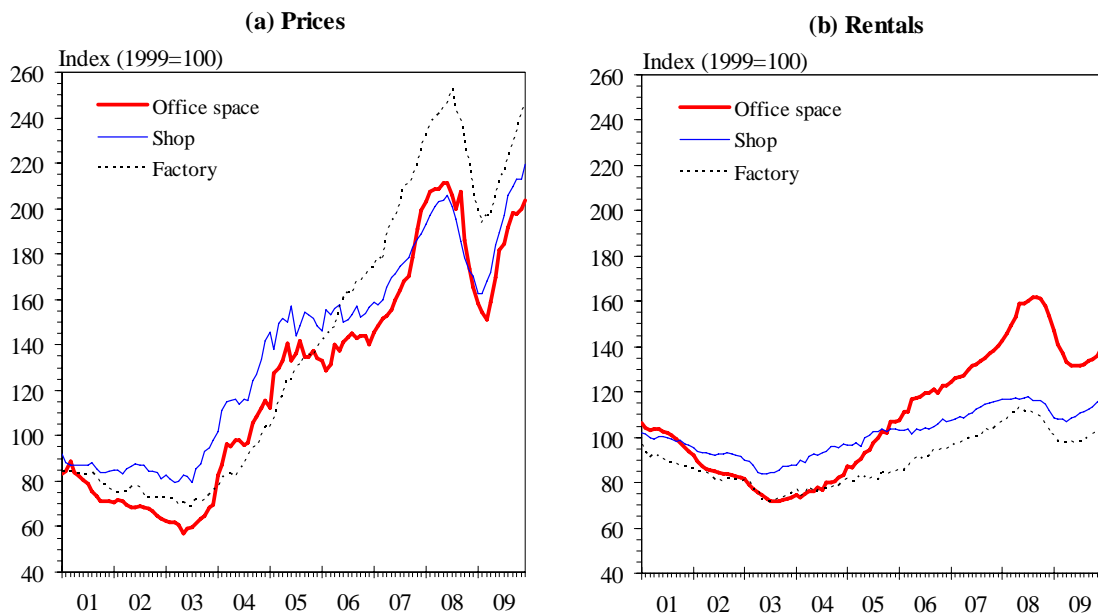 (a) Prices
Index (1999=100)
260
240
220
200
180
160
140
120
100
80
60
40
Office space
Shop
Factory
01 02 03 04 05 06 07 08 09
(b) Rentals
Index (1999=100)
260
240
220
200
180
160
140
120
100
80
60
40
Office space
Shop
Factory
01 02 03 04 05 06 07 08 09